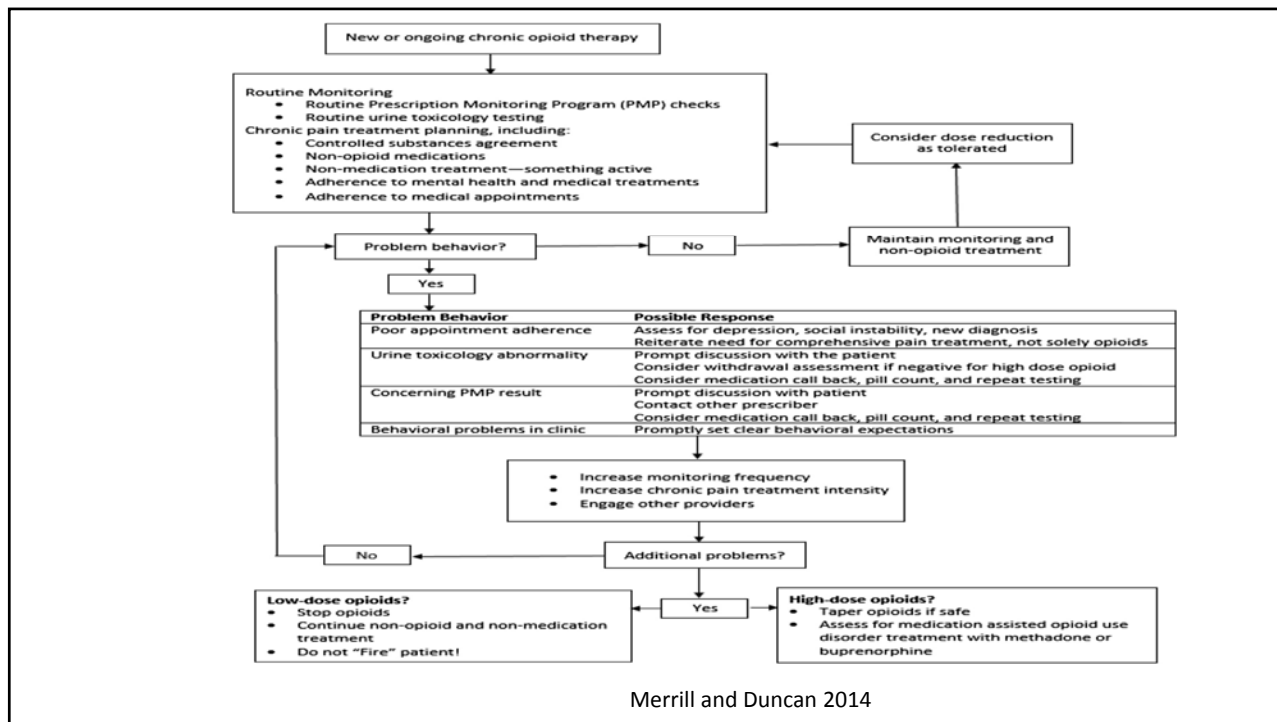 New or ongoing chronic opioid therapy
Routine Monitoring
• Routine Prescription Monitoring Program (PMP) checks
• Routine urine toxicology testing
Chronic pain treatment planning, including:
• Controlled substances agreement
• Non-opioid medications
• Non-medication treatment—something active
• Adherence to mental health and medical treatments
• Adherence to medical appointments
Consider dose reduction
as tolerated
Problem behavior?
No
Maintain monitoring and
non-opioid treatment
Yes
Problem Behavior Possible Response
Poor appointment adherence Assess for depression, social instability, new diagnosis
Reiterate need for comprehensive pain treatment, not solely opioids
Urine toxicology abnormality Prompt discussion with the patient
Consider withdrawal assessment if negative for high dose opioid
Consider medication call back, pill count, and repeat testing
Concerning PMP result Prompt discussion with patient
Contact other prescriber
Consider medication call back, pill count, and repeat testing
Behavioral problems in clinic Promptly set clear behavioral expectations
• Increase monitoring frequency
• Increase chronic pain treatment intensity
• Engage other providers
No
Additional problems?
Low-dose opioids?
• Stop opioids
• Continue non-opioid and non-medication
treatment
• Do not “Fire” patient!
Yes
High-dose opioids?
• Taper opioids if safe
• Assess for medication assisted opioid use
disorder treatment with methadone or
buprenorphine
Merrill and Duncan 2014